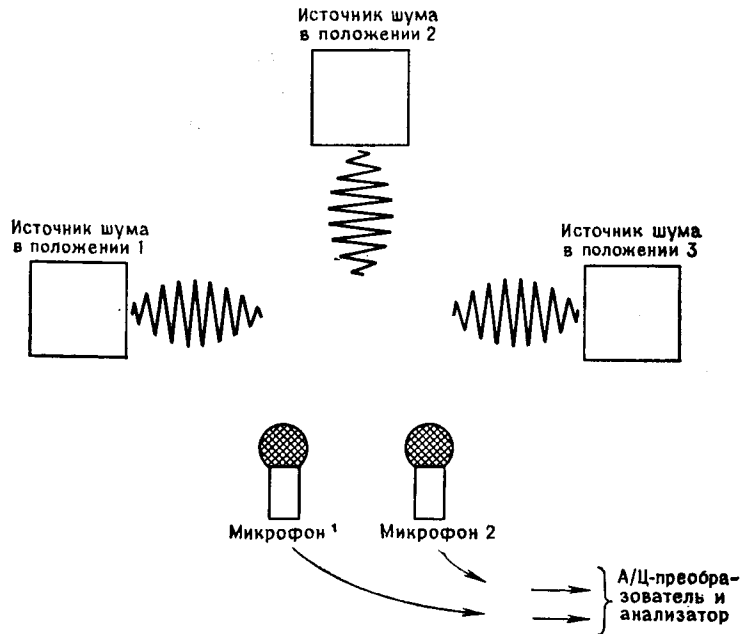 Источник шума
в положении 2
Источник шума
в положении 1
Источник шума
в положении 3
Микрофон 1
Микрофон 2
А/Ц-преобра-
зователь и
анализатор